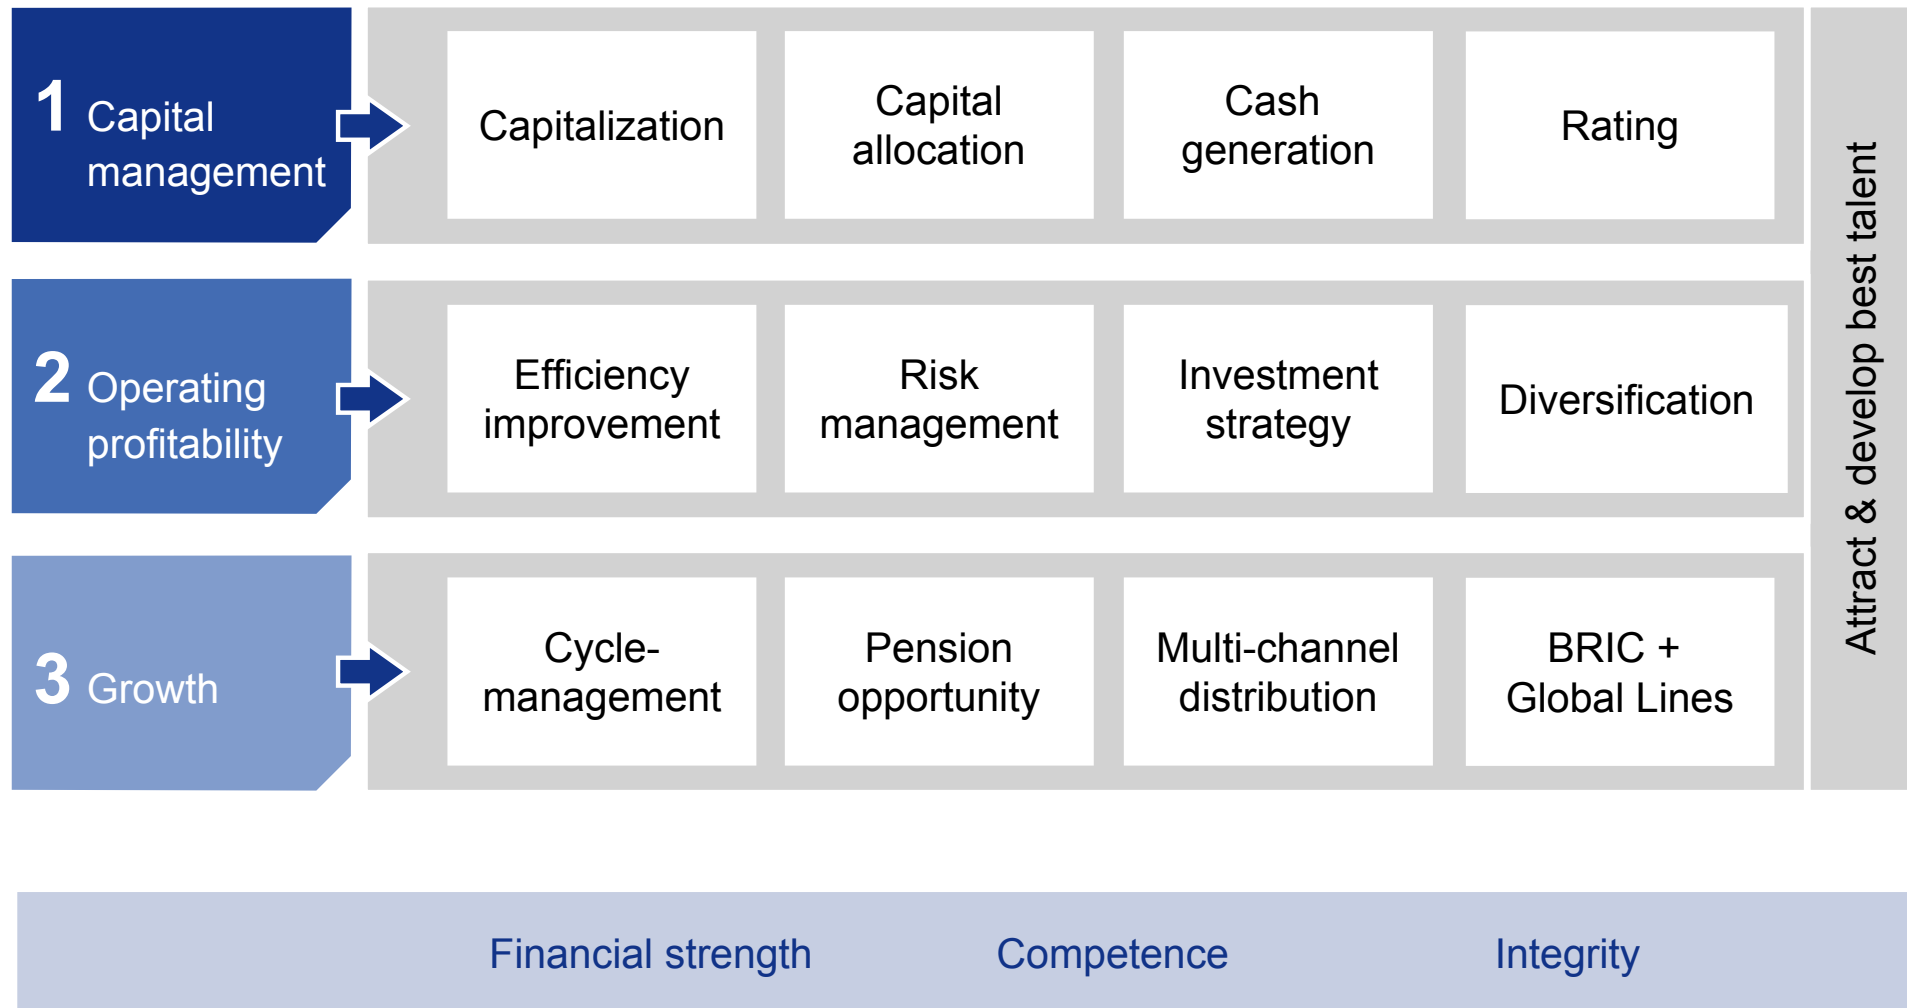 1 Capital
management
Capitalization
Capital
allocation
Cash
generation
Rating
2 Operating
profitability
Efficiency
improvement
Risk
management
Investment
strategy
Diversification
3 Growth
Cycle-
management
Pension
opportunity
Multi-channel
distribution
BRIC +
Global Lines
Attract & develop best talent
Financial strength
Competence
Integrity